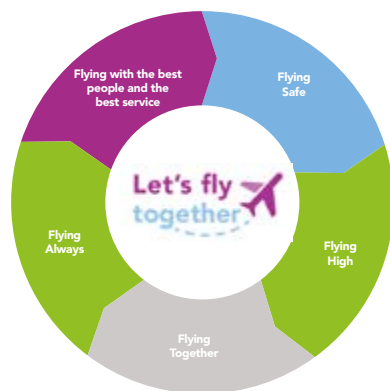 Flying with the best
people and the
best service
Flying
Safe
Let's fly
together
Flying
Always
Flying
High
Flying
Together